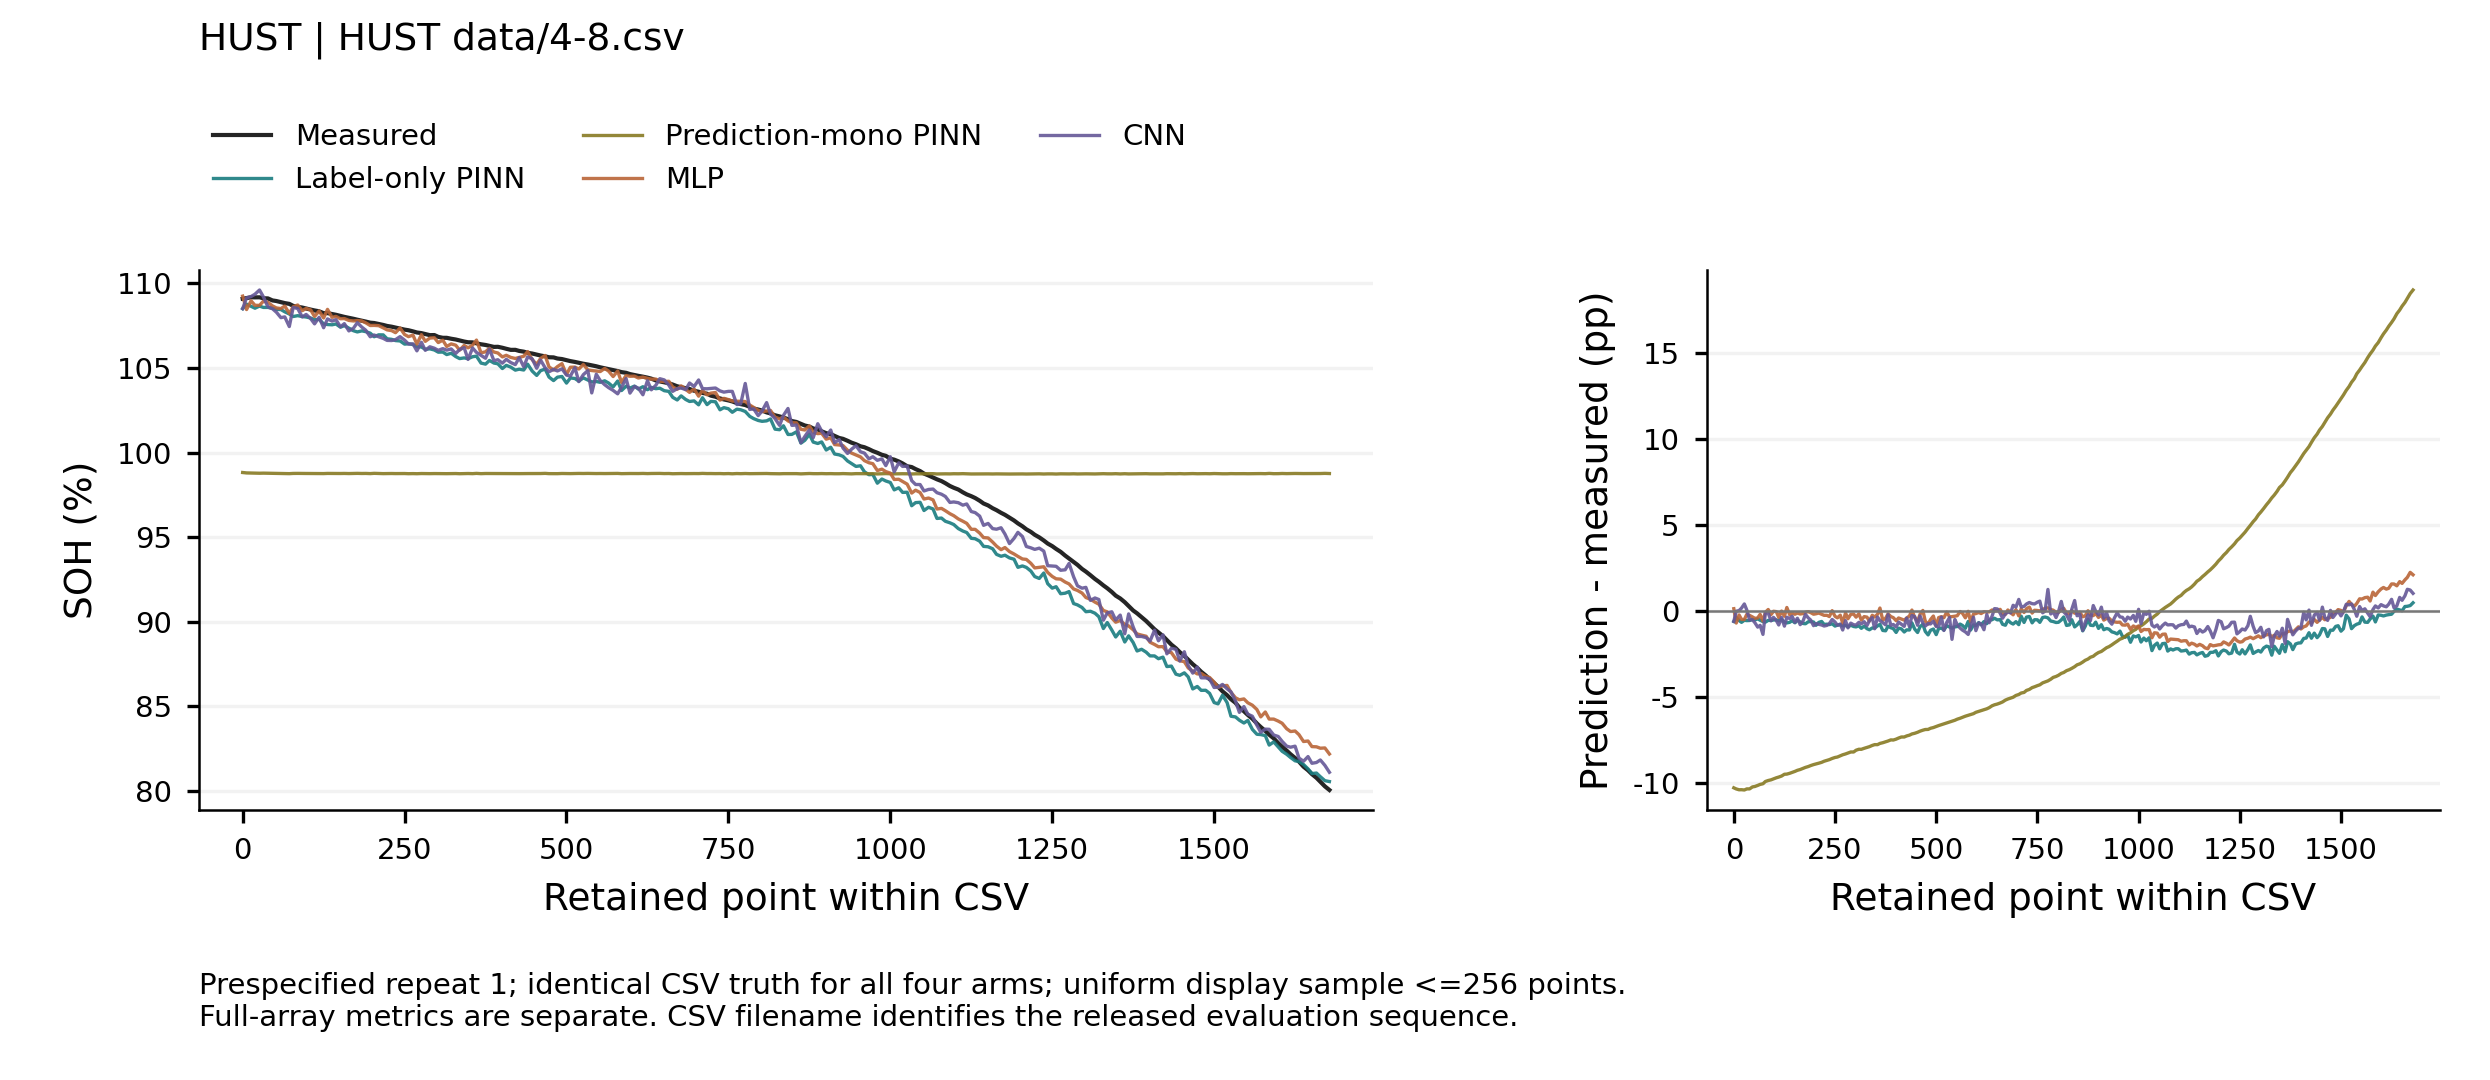 HUST | HUST data/4-8.csv
Measured
Prediction-mono PINN
CNN
Label-only PINN
MLP
SOH (%)
110
105
100
95
90
85
80
0
250
500
750
1000
1250
1500
Retained point within CSV
Prediction - measured (pp)
15
10
5
0
-5
-10
0
250
500
750
1000
1250
1500
Retained point within CSV
Prespecified repeat 1; identical CSV truth for all four arms; uniform display sample <=256 points.
Full-array metrics are separate. CSV filename identifies the released evaluation sequence.